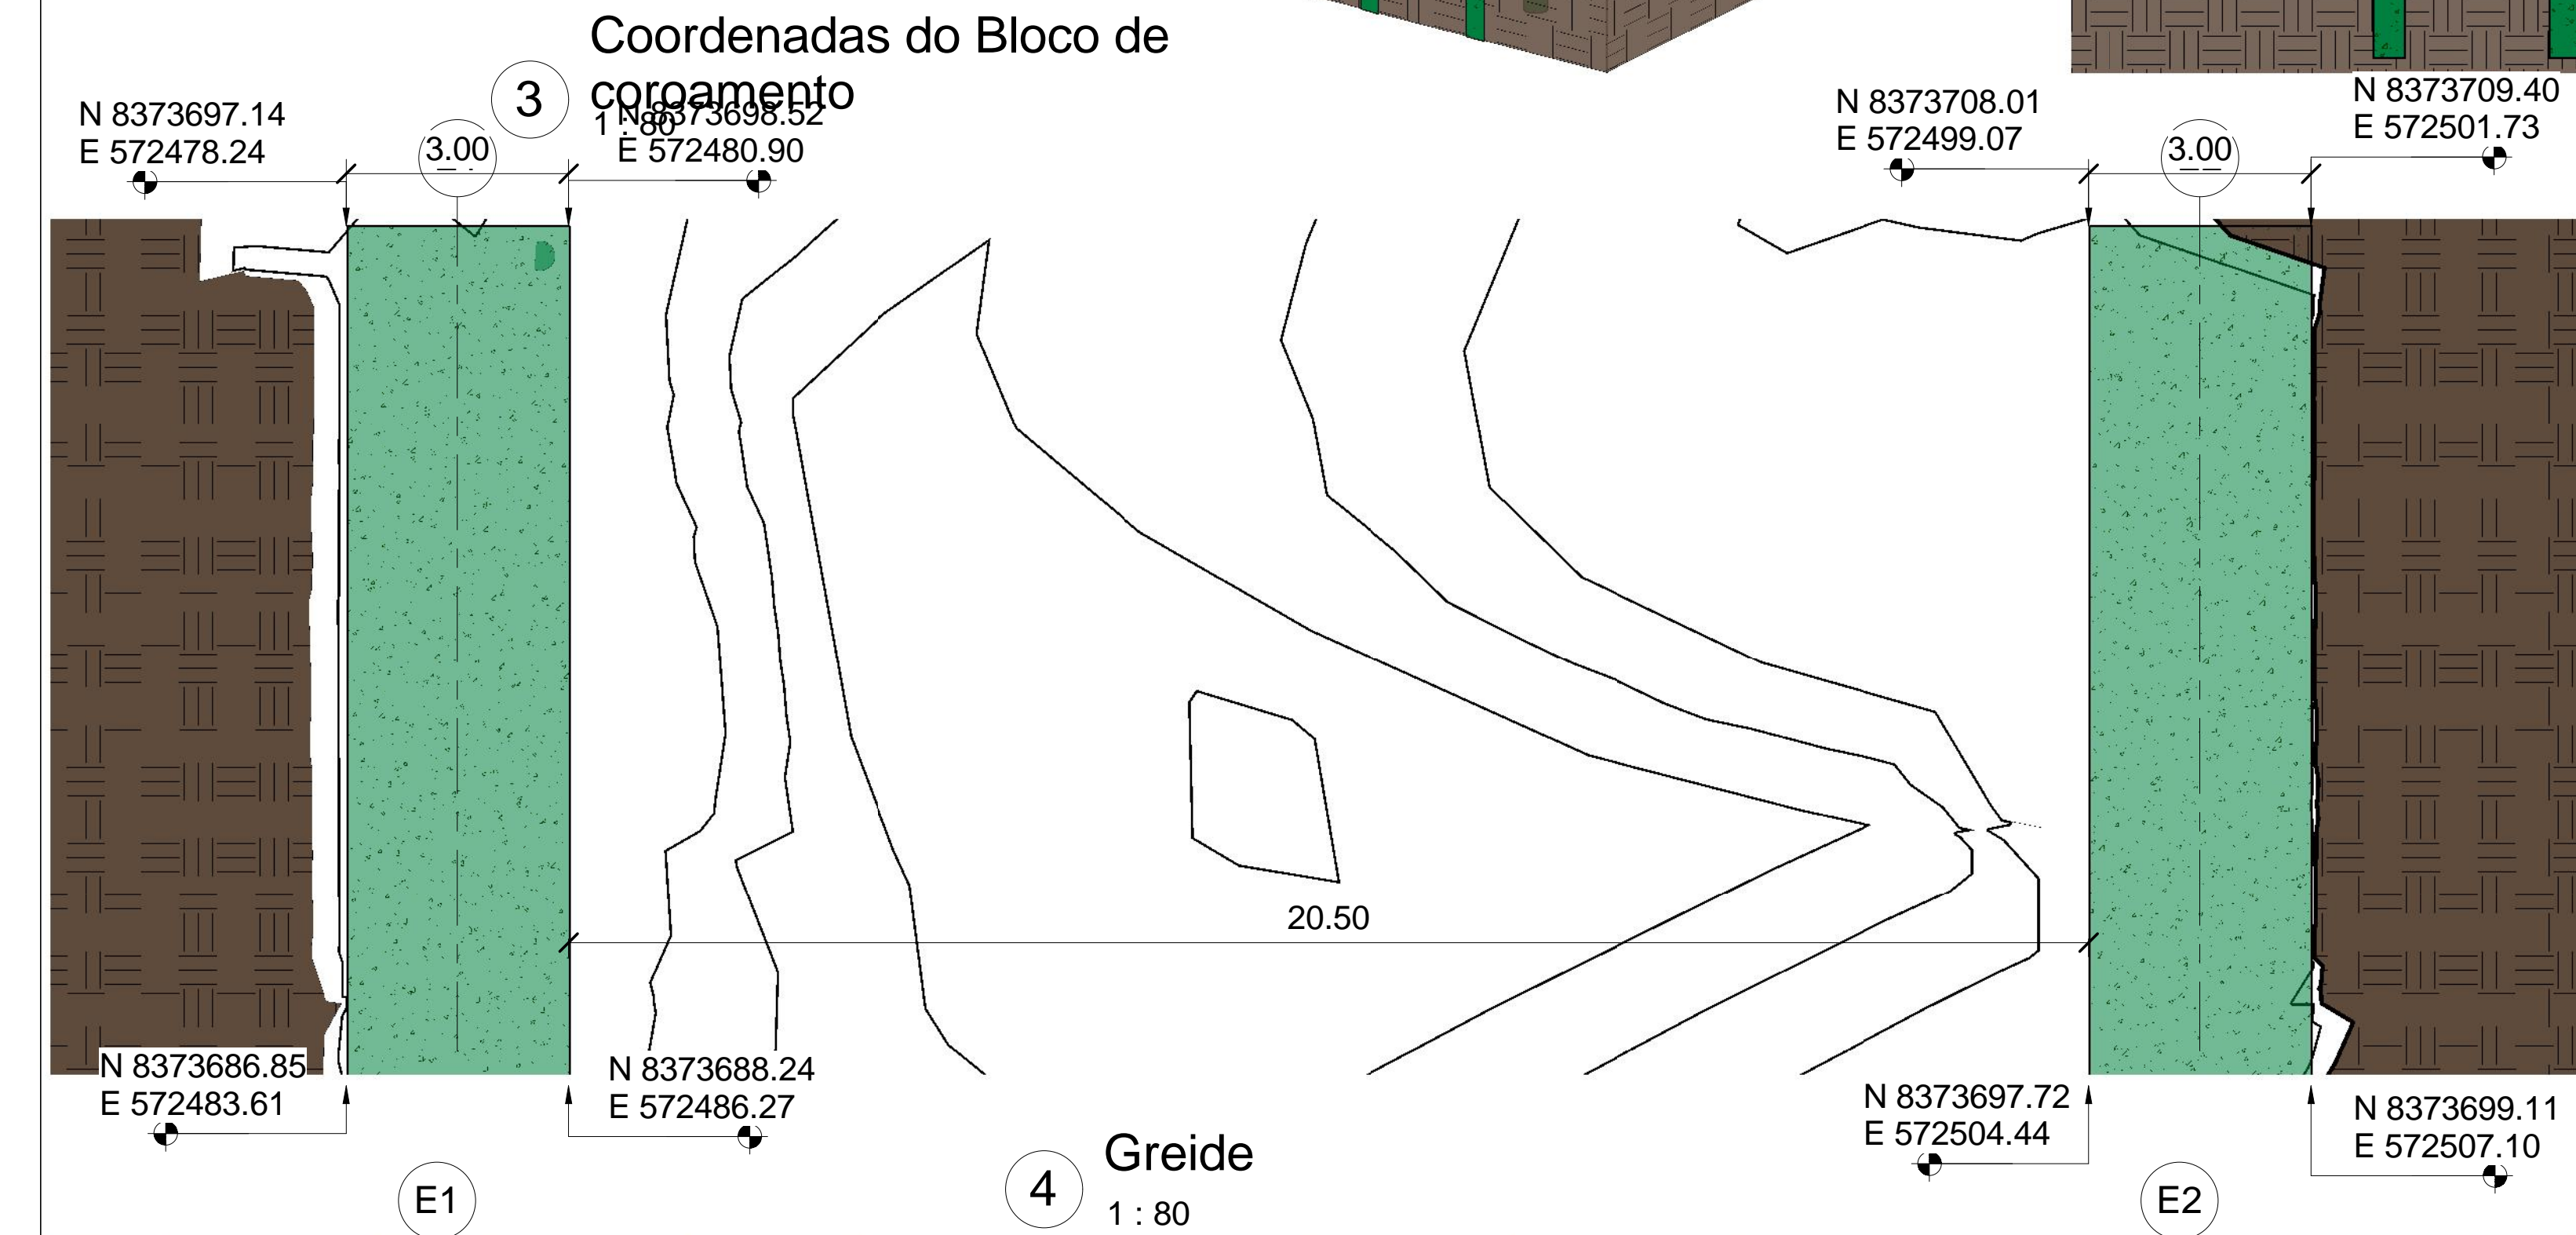 Coordenadas do Bloco de
coroamento
3
1 : 80
N 8373697.14
E 572478.24
3.00
N 8373698.52
E 572480.90
N 8373708.01
E 572499.07
3.00
N 8373709.40
E 572501.73
20.50
N 8373686.85
E 572483.61
N 8373688.24
E 572486.27
N 8373697.72
E 572504.44
N 8373699.11
E 572507.10
E1
4
Greide
1 : 80
E2